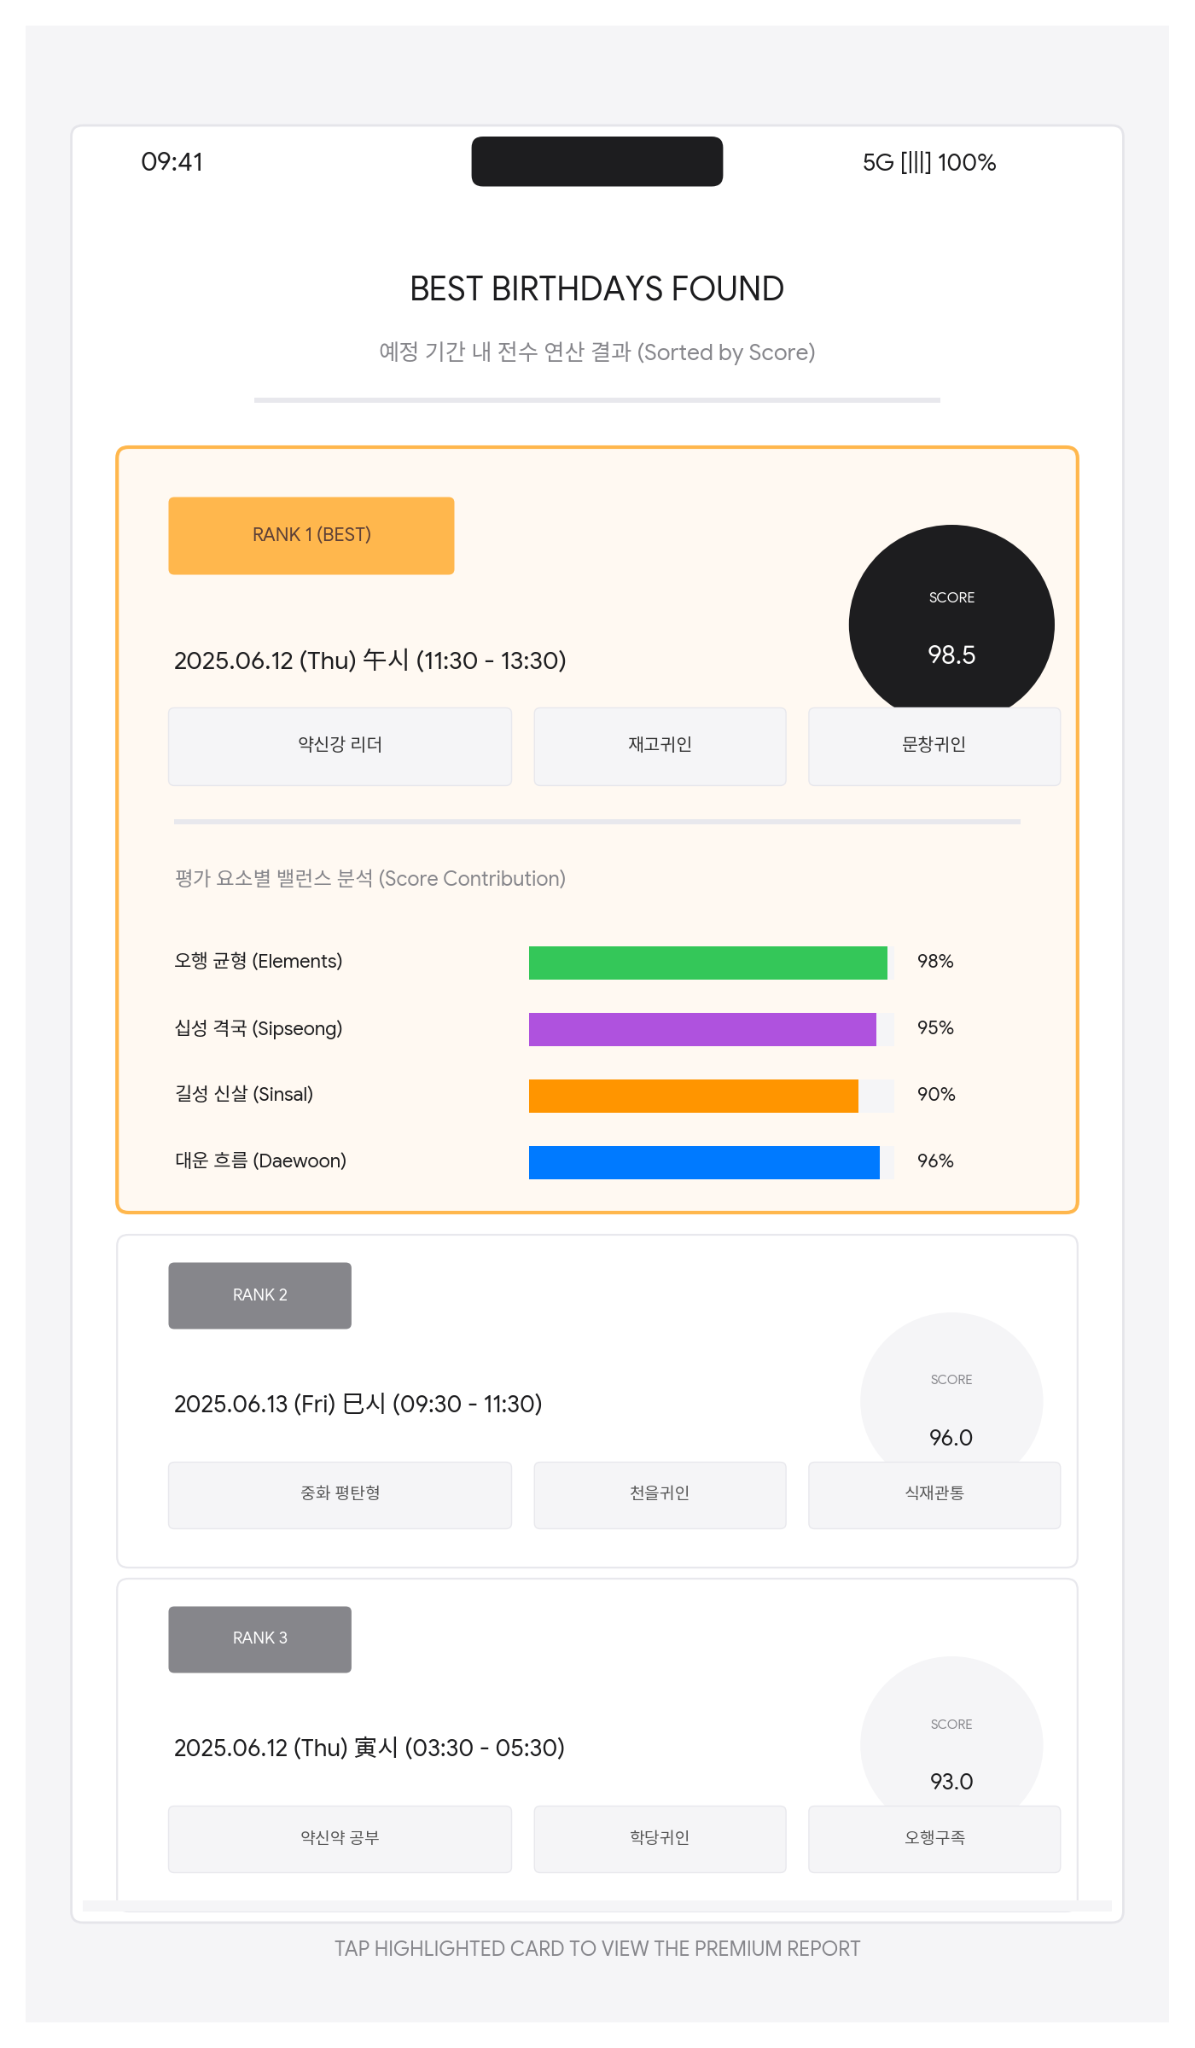 09:41
5G [|||] 100%
BEST BIRTHDAYS FOUND
예정 기간 내 전수 연산 결과 (Sorted by Score)
RANK 1 (BEST)
SCORE
98.5
2025.06.12 (Thu) 午시 (11:30 - 13:30)
약신강 리더
재고귀인
문창귀인
평가 요소별 밸런스 분석 (Score Contribution)
오행 균형 (Elements)
98%
십성 격국 (Sipseong)
95%
길성 신살 (Sinsal)
90%
대운 흐름 (Daewoon)
96%
RANK 2
SCORE
96.0
2025.06.13 (Fri) 巳시 (09:30 - 11:30)
중화 평탄형
천을귀인
식재관통
RANK 3
SCORE
93.0
2025.06.12 (Thu) 寅시 (03:30 - 05:30)
약신약 공부
학당귀인
오행구족
TAP HIGHLIGHTED CARD TO VIEW THE PREMIUM REPORT